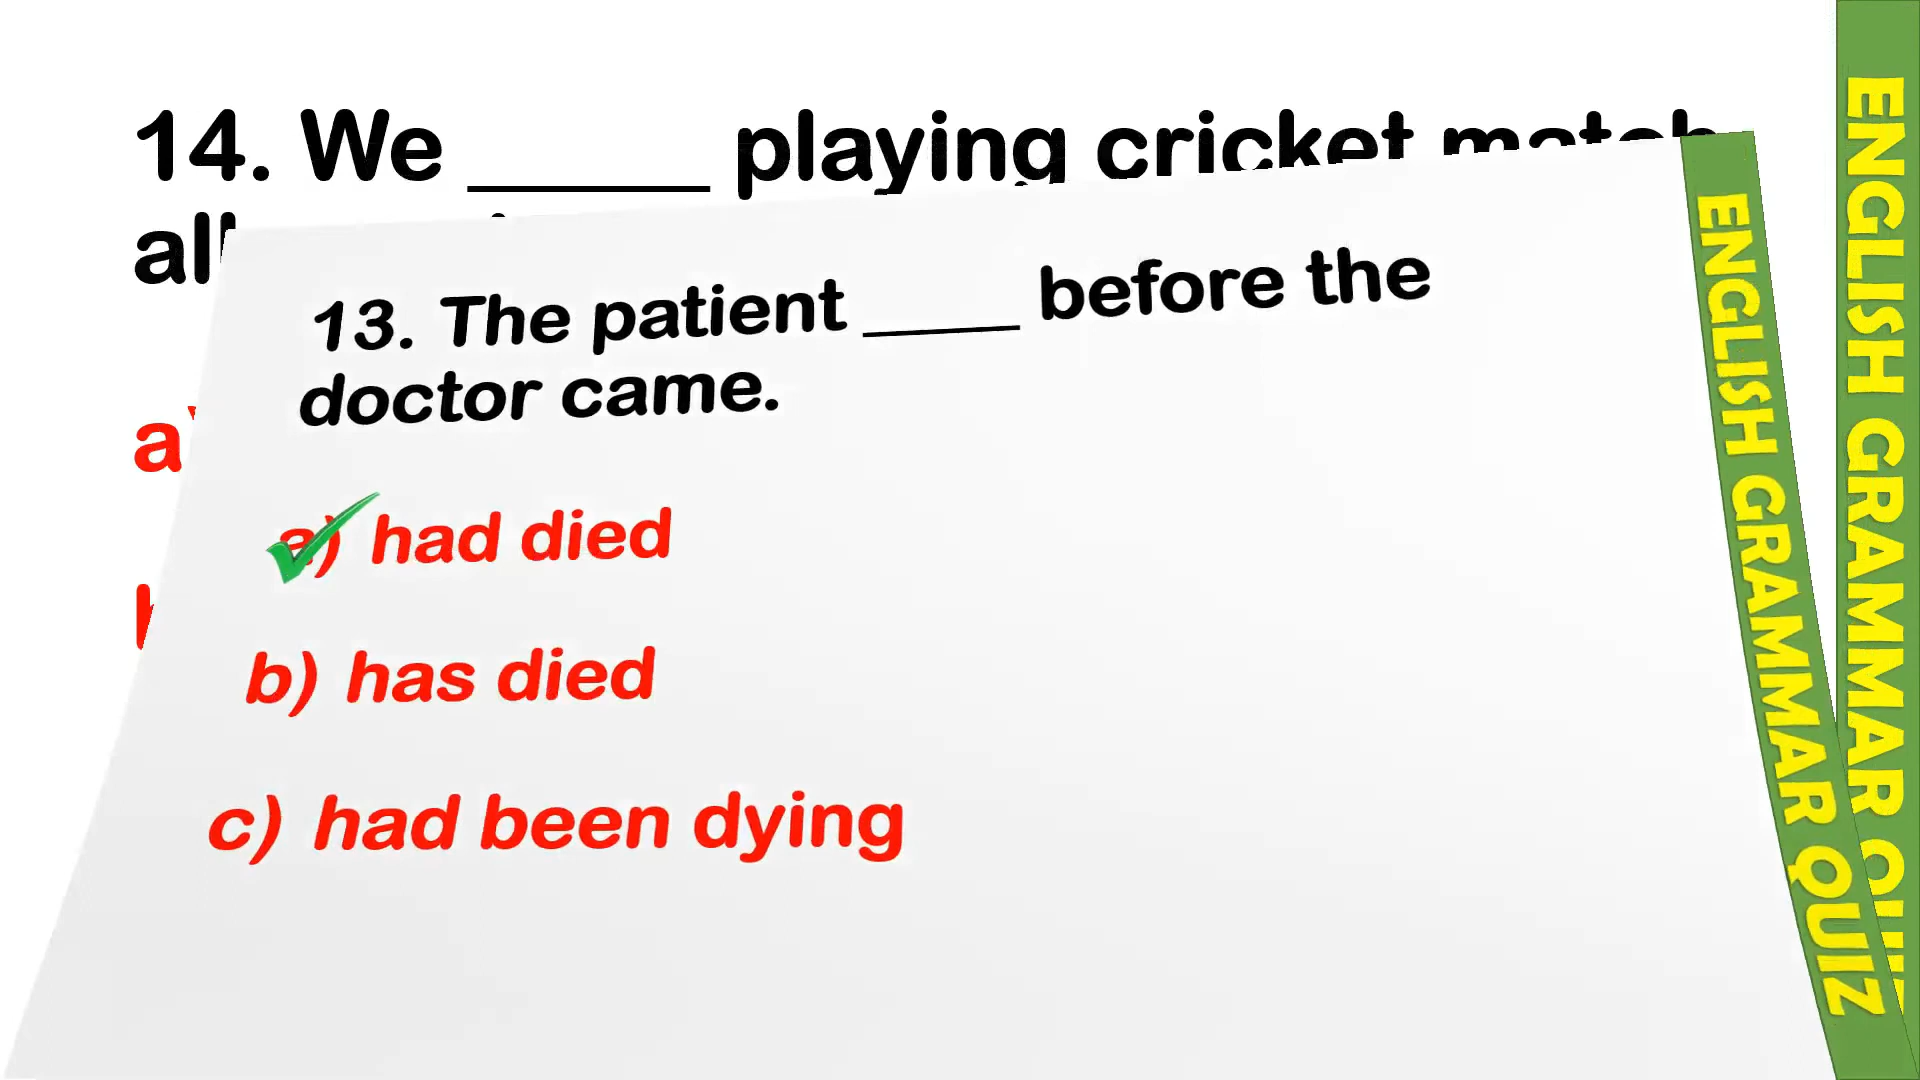 14. We _____ playing cricket match
13. The patient ____ before the
doctor came.
a) had died
b) has died
c) had been dying
ENGLISH GRAMMAR QUIZ
ENGLISH GRAMMAR QUIZ